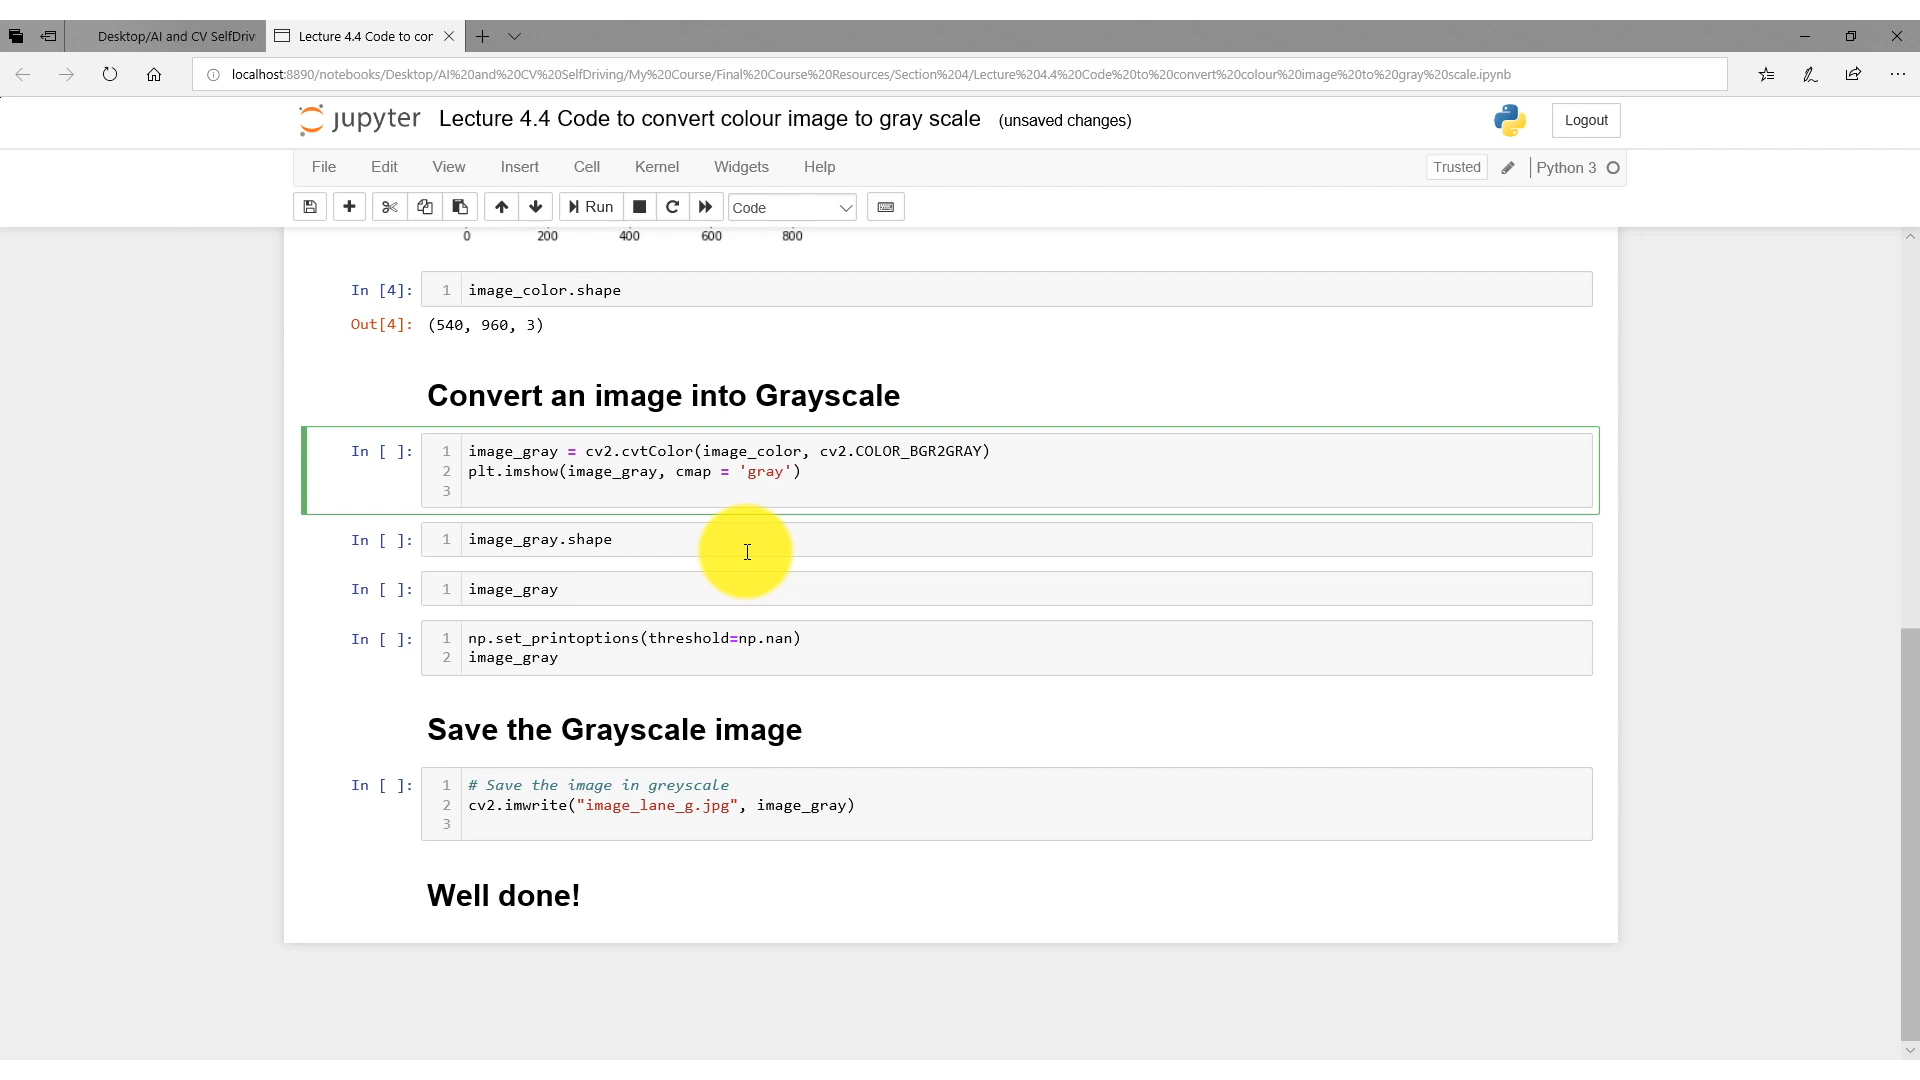 Desktop/AI and CV SelfDriv
Lecture 4.4 Code to cor
localhost:8890/notebooks/Desktop/AI%20and%20CV%20SelfDriving/My%20Course/Final%20Course%20Resources/Section%204/Lecture%204.4%20Code%20to%20convert%20colour%20image%20to%20gray%20scale.ipynb
jupyter Lecture 4.4 Code to convert colour image to gray scale (unsaved changes)
Logout
File Edit View Insert Cell Kernel Widgets Help
Trusted Python 3
Run Code
0 200 400 600 800
In [4]: 1 image_color.shape
Out[4]: (540, 960, 3)
Convert an image into Grayscale
In [ ]: 1 image_gray = cv2.cvtColor(image_color, cv2.COLOR_BGR2GRAY)
2 plt.imshow(image_gray, cmap = 'gray')
3
In [ ]: 1 image_gray.shape
In [ ]: 1 image_gray
In [ ]: 1 np.set_printoptions(threshold=np.nan)
2 image_gray
Save the Grayscale image
In [ ]: 1 # Save the image in greyscale
2 cv2.imwrite("image_lane_g.jpg", image_gray)
3
Well done!